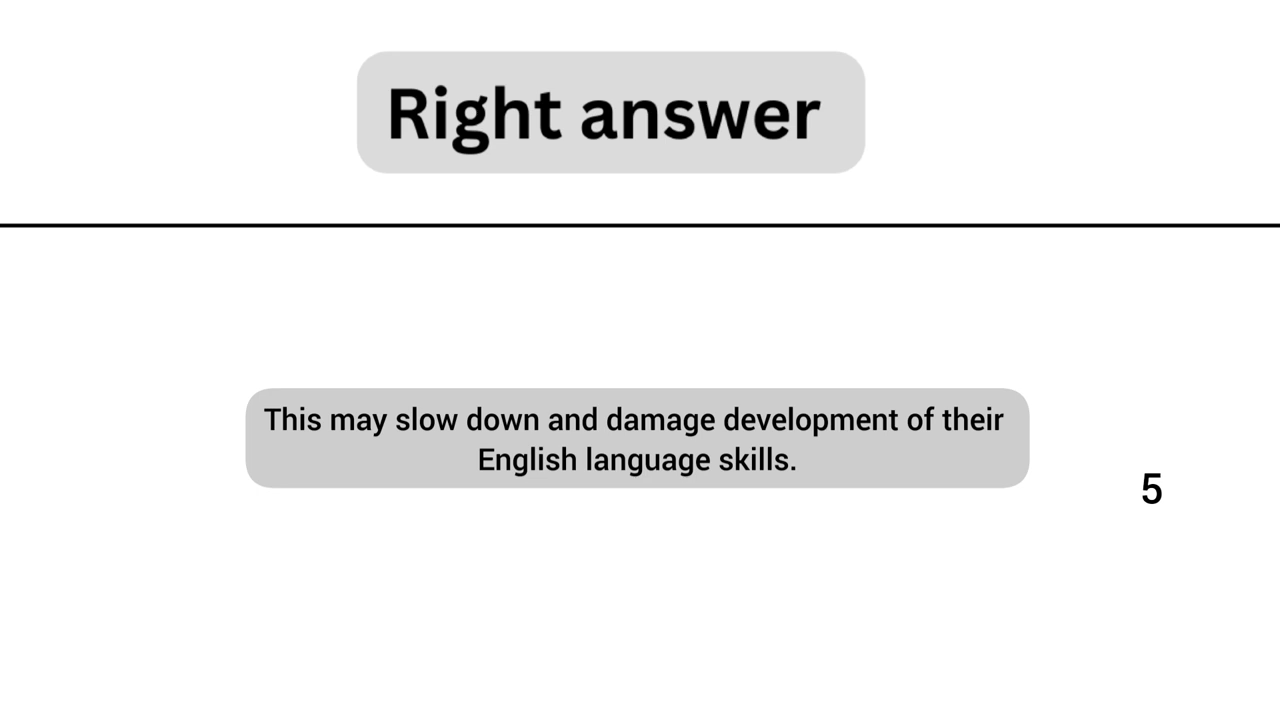 Right answer
This may slow down and damage development of their
English language skills.
5